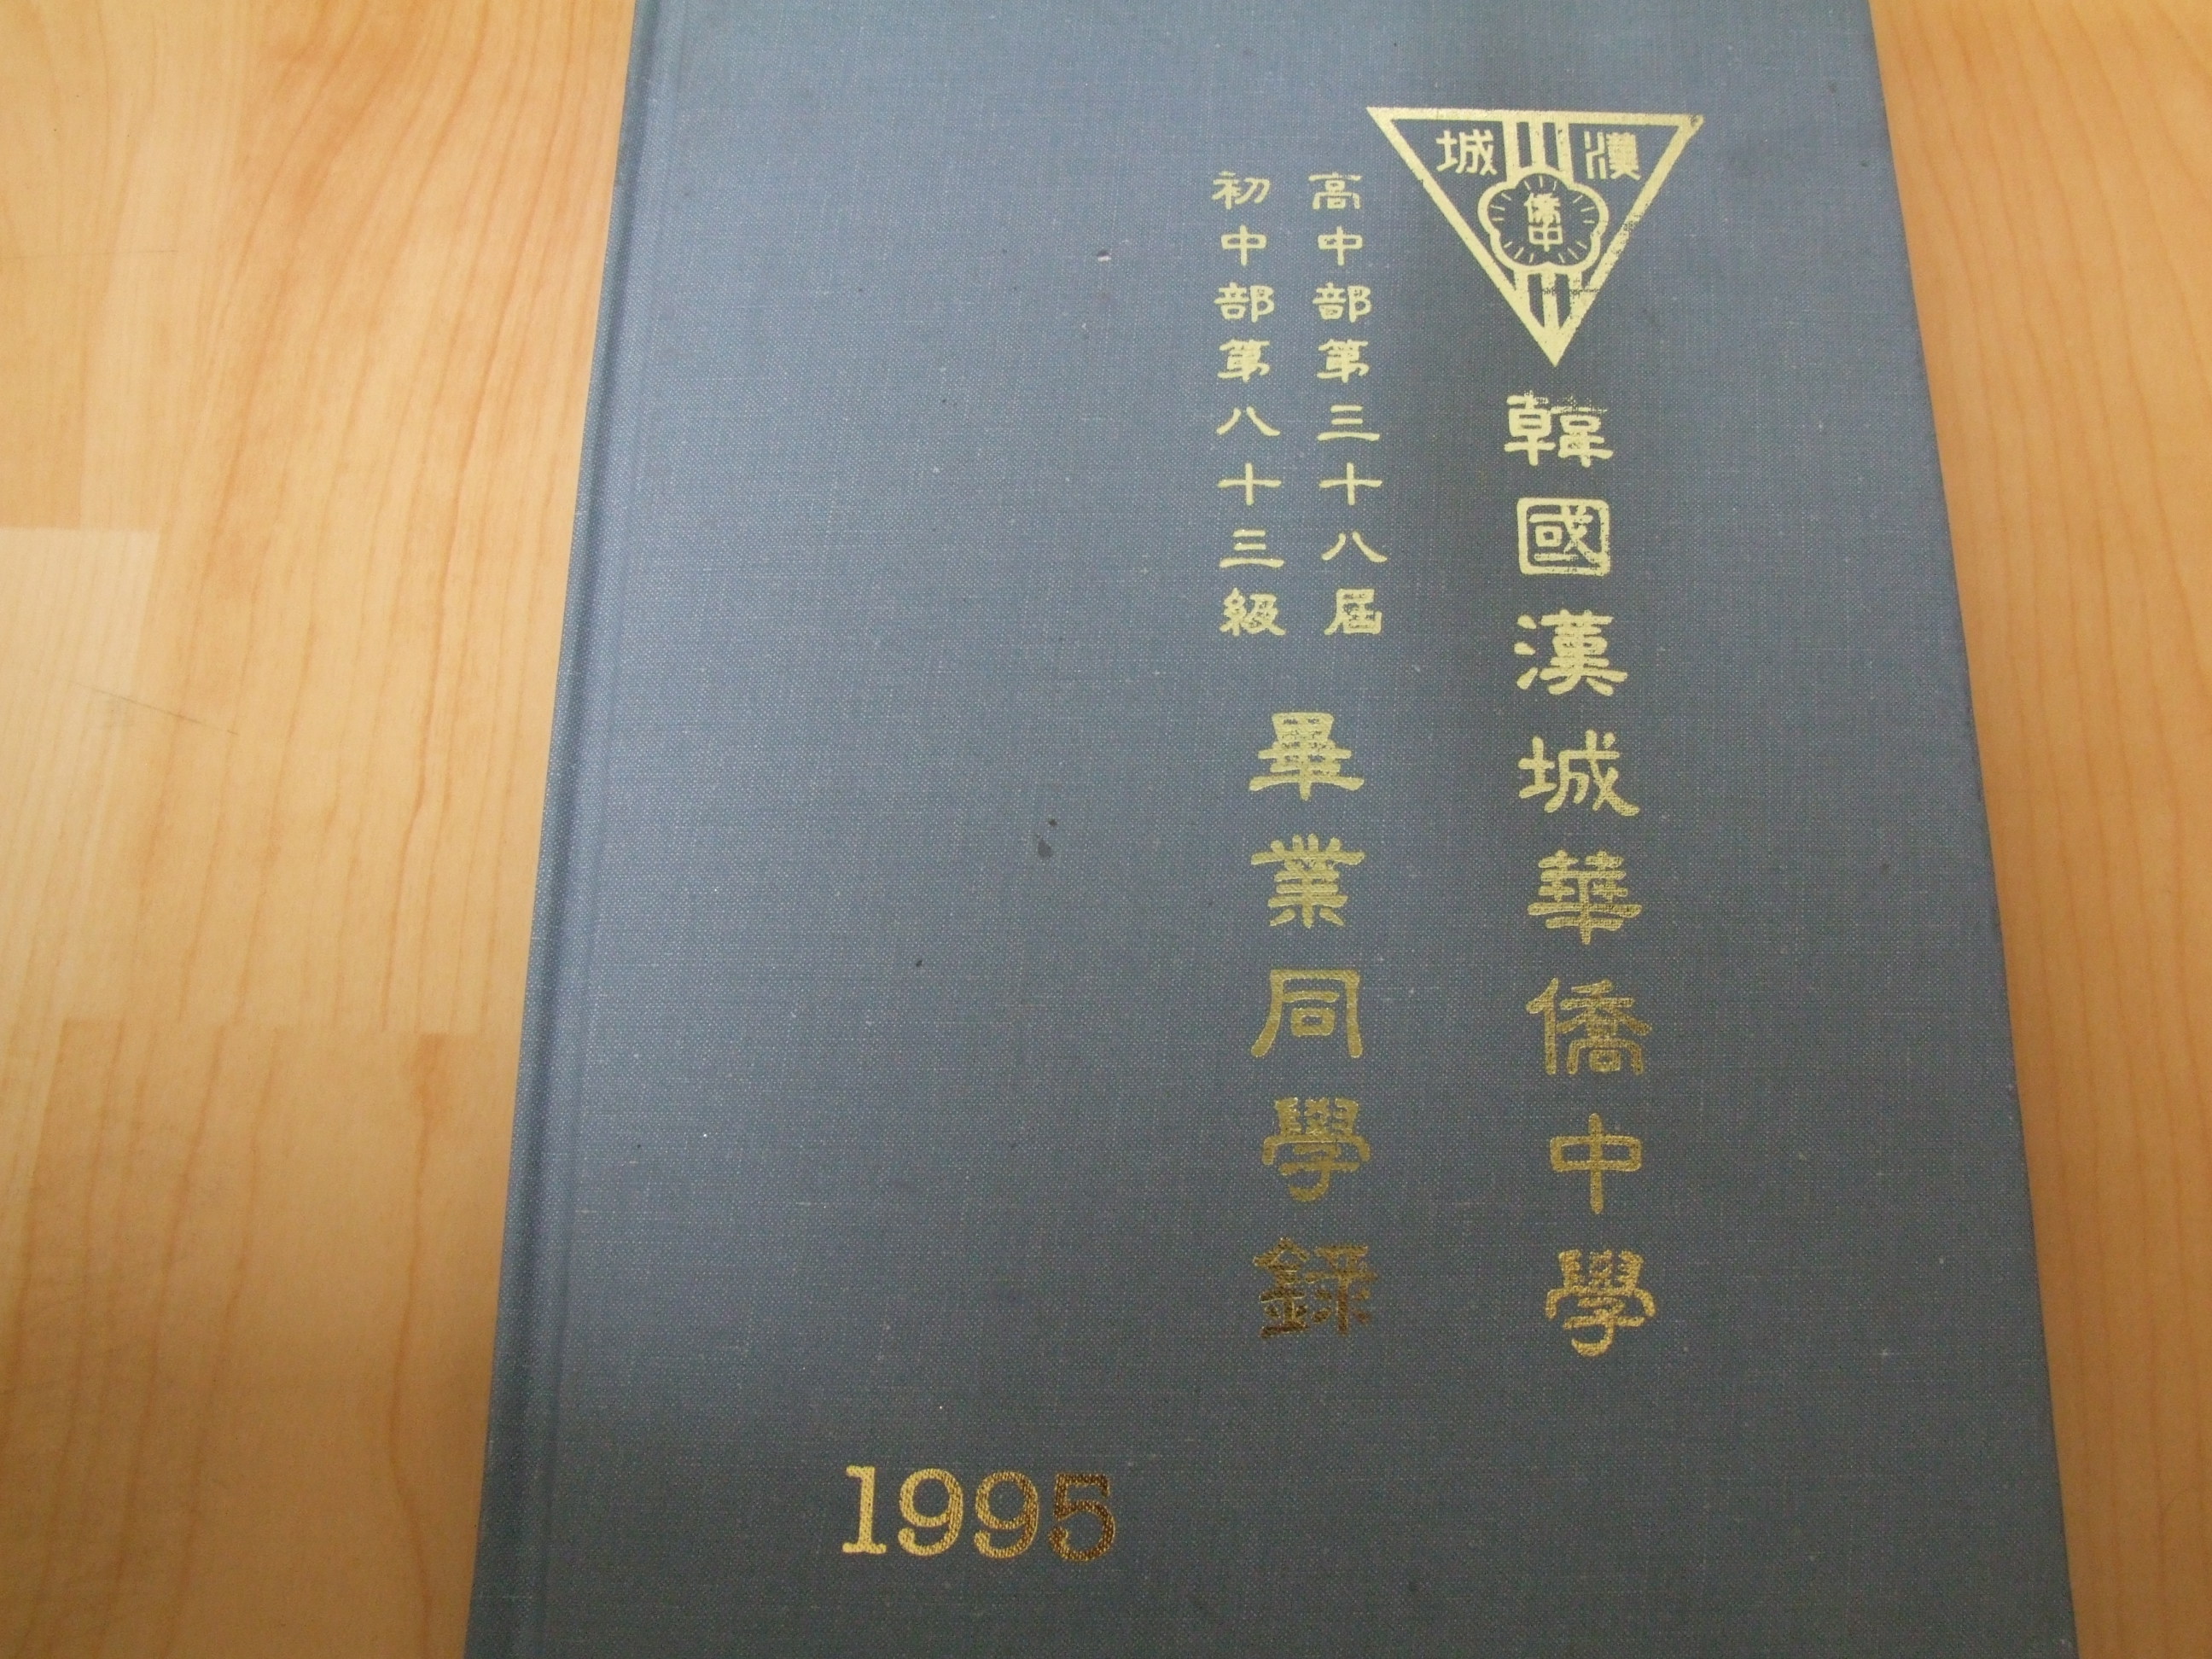 漢城
僑中
韓國漢城華僑中學
高中部第三十八屆
初中部第八十三級
畢業同學錄
1995